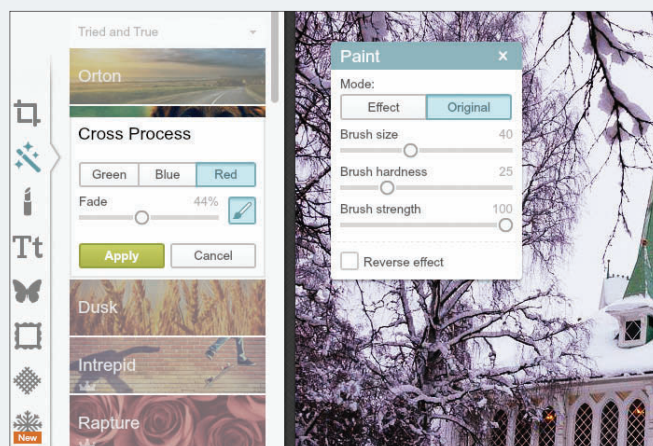 Tried and True
Orton
Cross Process
Green Blue Red
Fade 44%
Apply Cancel
Dusk
Intrepid
Rapture
Tt
New
Paint x
Mode:
Effect Original
Brush size 40
Brush hardness 25
Brush strength 100
Reverse effect